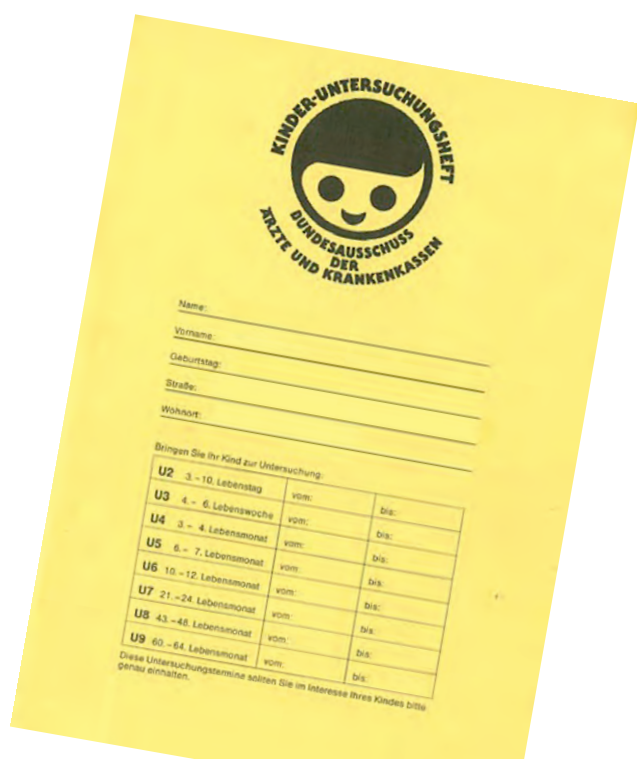 KINDER-UNTERSUCHUNGSHEFT
BUNDESAUSSCHUSS
DER
ÄRZTE UND KRANKENKASSEN
Name:
Vorname:
Geburtstag:
Straße:
Wohnort:
Bringen Sie Ihr Kind zur Untersuchung:
U2 3.–10. Lebenstag vom: bis:
U3 4.– 6. Lebenswoche vom: bis:
U4 3.– 4. Lebensmonat vom: bis:
U5 6.– 7. Lebensmonat vom: bis:
U6 10.–12. Lebensmonat vom: bis:
U7 21.–24. Lebensmonat vom: bis:
U8 43.–48. Lebensmonat vom: bis:
U9 60.–64. Lebensmonat vom: bis:
Diese Untersuchungstermine sollten Sie im Interesse Ihres Kindes bitte
genau einhalten.